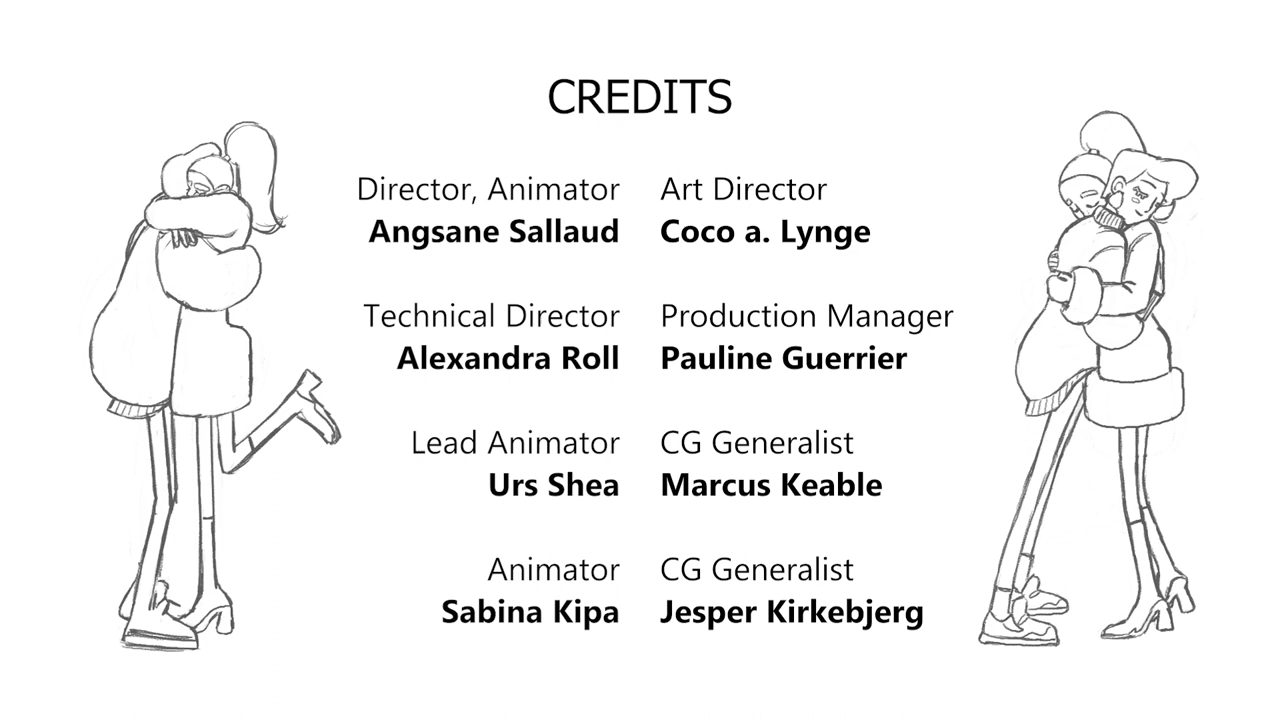 CREDITS
Director, Animator
Angsane Sallaud
Art Director
Coco a. Lynge
Technical Director
Alexandra Roll
Production Manager
Pauline Guerrier
Lead Animator
Urs Shea
CG Generalist
Marcus Keable
Animator
Sabina Kipa
CG Generalist
Jesper Kirkebjerg